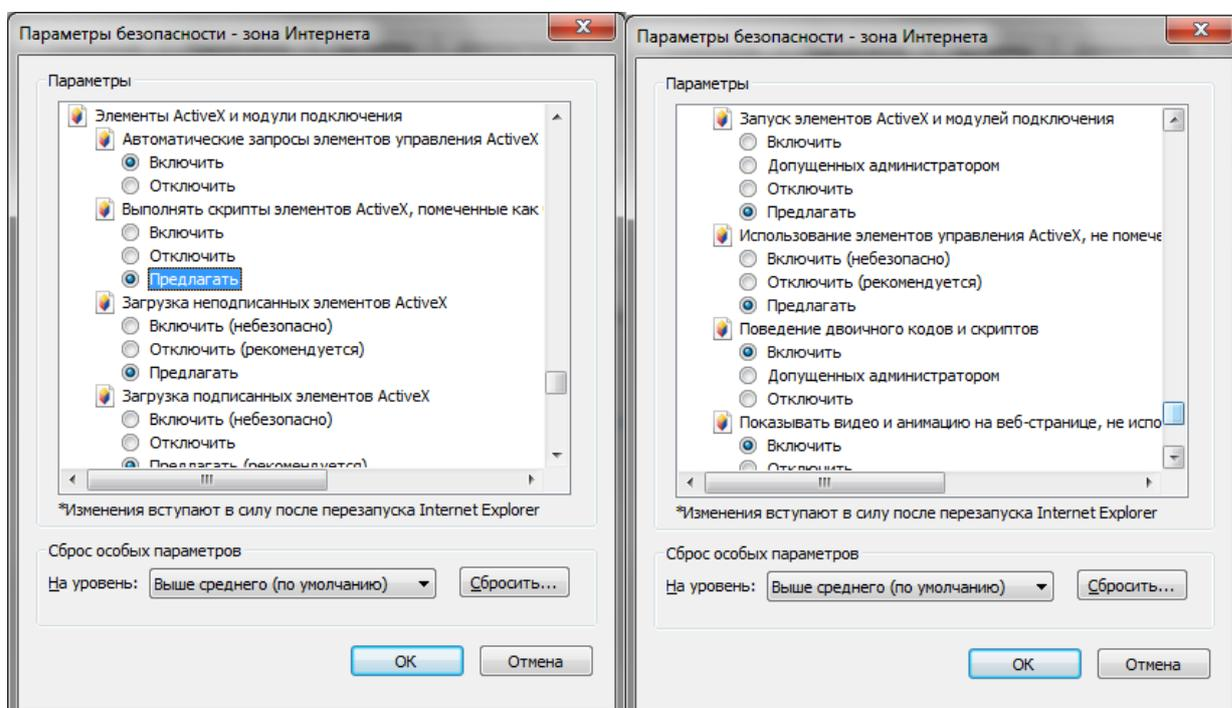 Параметры безопасности - зона Интернета
Параметры
Элементы ActiveX и модули подключения
Автоматические запросы элементов управления ActiveX
Включить
Отключить
Выполнять скрипты элементов ActiveX, помеченные как
Включить
Отключить
Предлагать
Загрузка неподписанных элементов ActiveX
Включить (небезопасно)
Отключить (рекомендуется)
Предлагать
Загрузка подписанных элементов ActiveX
Включить (небезопасно)
Отключить
Предлагать (рекомендуется)
*Изменения вступают в силу после перезапуска Internet Explorer
Сброс особых параметров
На уровень: Выше среднего (по умолчанию) Сбросить...
ОК Отмена
Параметры безопасности - зона Интернета
Параметры
Запуск элементов ActiveX и модулей подключения
Включить
Допущенных администратором
Отключить
Предлагать
Использование элементов управления ActiveX, не помече
Включить (небезопасно)
Отключить (рекомендуется)
Предлагать
Поведение двоичного кодов и скриптов
Включить
Допущенных администратором
Отключить
Показывать видео и анимацию на веб-странице, не испо
Включить
Отключить
*Изменения вступают в силу после перезапуска Internet Explorer
Сброс особых параметров
На уровень: Выше среднего (по умолчанию) Сбросить...
ОК Отмена